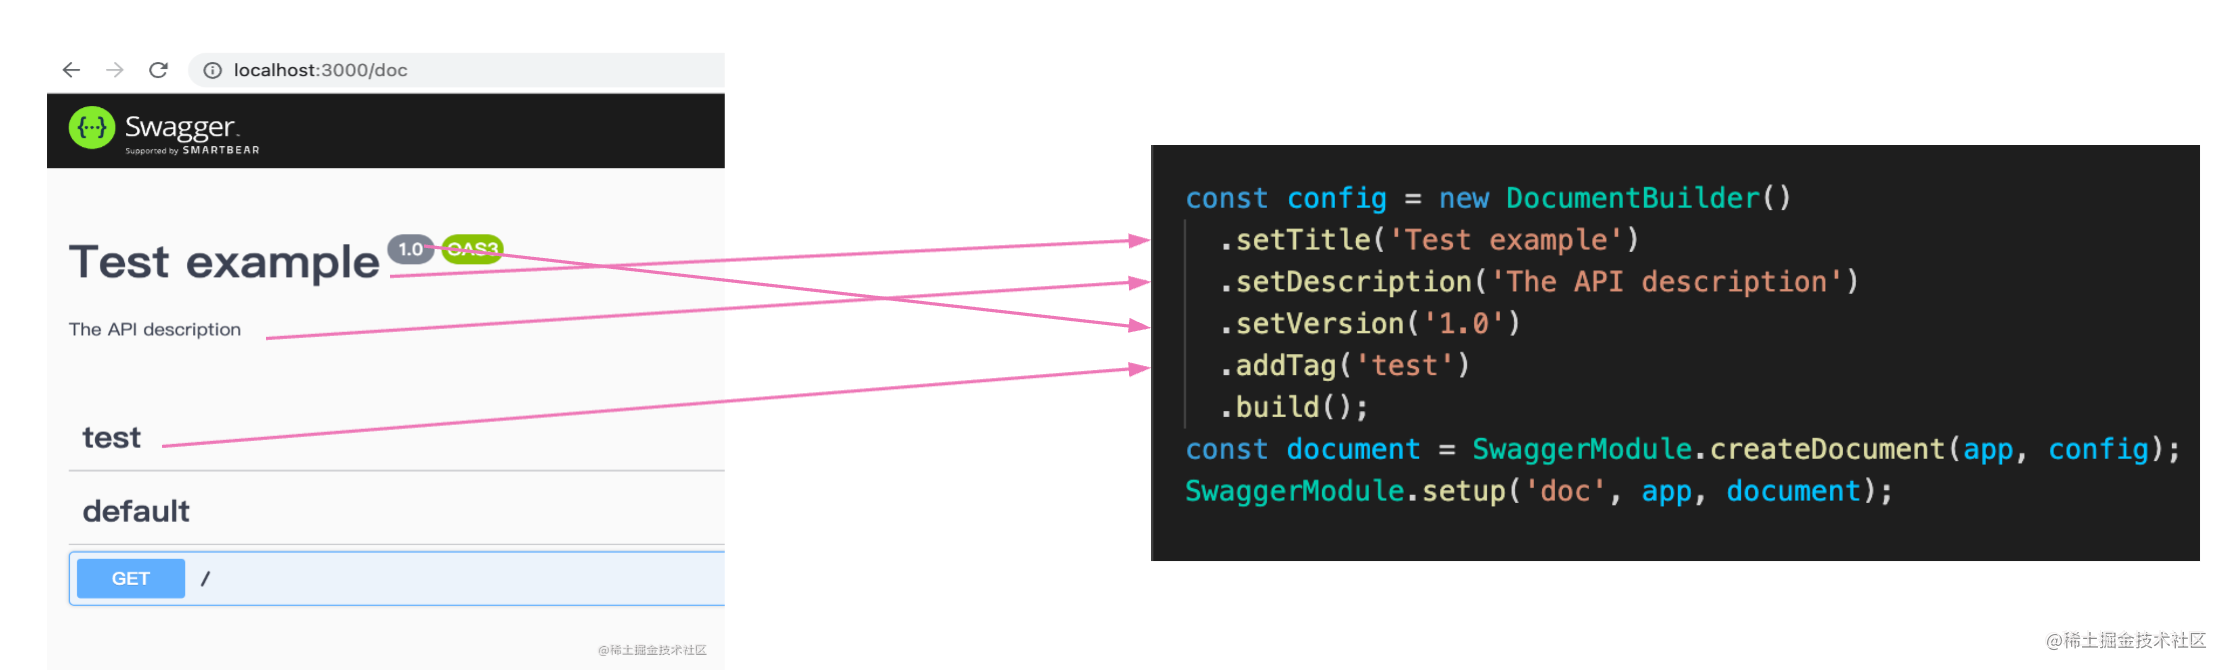 localhost:3000/doc
Swagger
Supported by SMARTBEAR
Test example 1.0 OAS3
The API description
test
default
GET /
@稀土掘金技术社区
const config = new DocumentBuilder()
.setTitle('Test example')
.setDescription('The API description')
.setVersion('1.0')
.addTag('test')
.build();
const document = SwaggerModule.createDocument(app, config);
SwaggerModule.setup('doc', app, document);
@稀土掘金技术社区